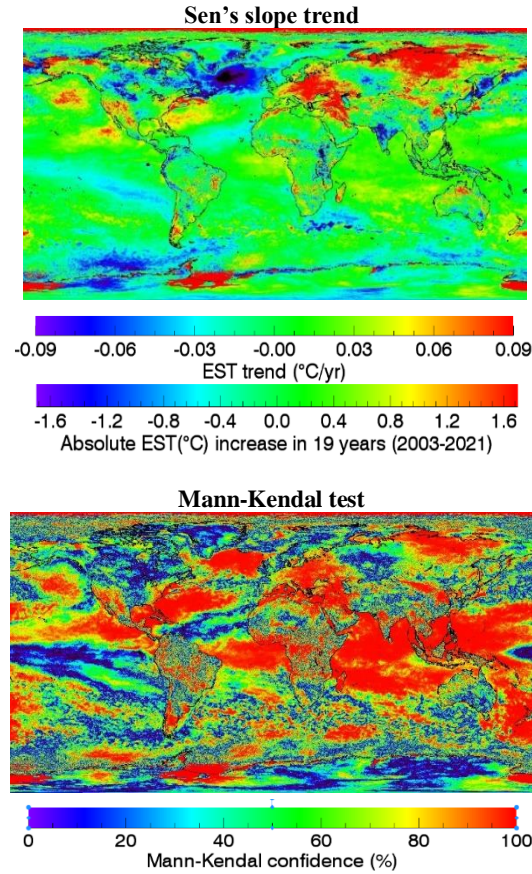 Sen's slope trend
-0.09 -0.06 -0.03 -0.00 0.03 0.06 0.09
EST trend (°C/yr)
-1.6 -1.2 -0.8 -0.4 0.0 0.4 0.8 1.2 1.6
Absolute EST(°C) increase in 19 years (2003-2021)
Mann-Kendal test
0 20 40 60 80 100
Mann-Kendal confidence (%)